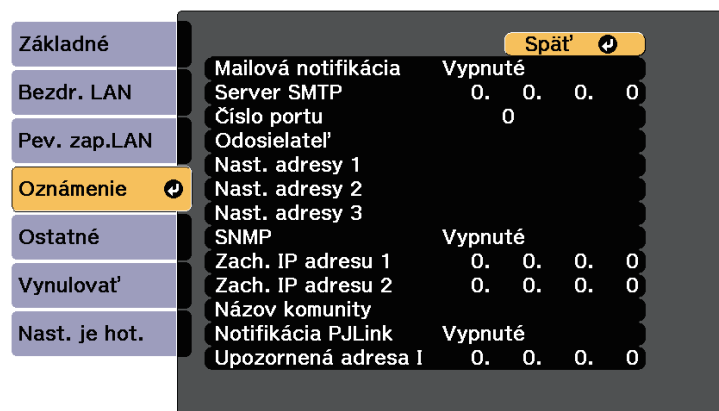 Základné
Bezdr. LAN
Pev. zap.LAN
Oznámenie
Ostatné
Vynulovať
Nast. je hot.
Späť
Mailová notifikácia Vypnuté
Server SMTP 0. 0. 0. 0
Číslo portu 0
Odosielateľ
Nast. adresy 1
Nast. adresy 2
Nast. adresy 3
SNMP Vypnuté
Zach. IP adresu 1 0. 0. 0. 0
Zach. IP adresu 2 0. 0. 0. 0
Názov komunity
Notifikácia PJLink Vypnuté
Upozornená adresa I 0. 0. 0. 0